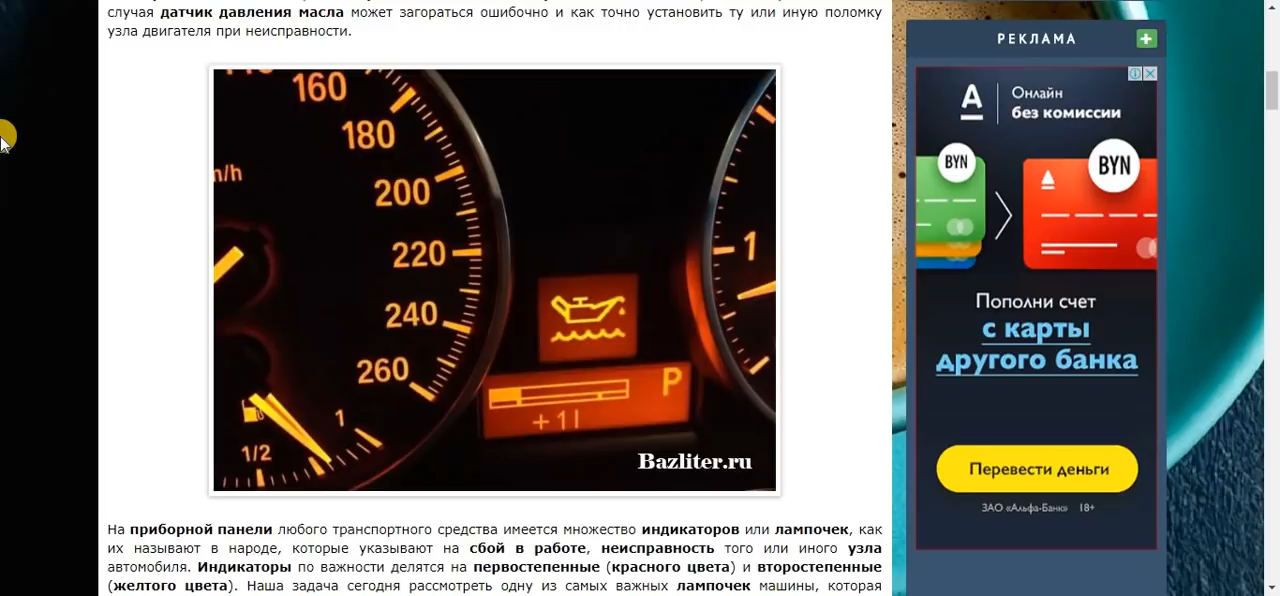 случая датчик давления масла может загораться ошибочно и как точно установить ту или иную поломку
узла двигателя при неисправности.
160
180
200
220
240
260
1/2
1
1
P
+1l
Bazliter.ru
На приборной панели любого транспортного средства имеется множество индикаторов или лампочек, как
их называют в народе, которые указывают на сбой в работе, неисправность того или иного узла
автомобиля. Индикаторы по важности делятся на первостепенные (красного цвета) и второстепенные
(желтого цвета). Наша задача сегодня рассмотреть одну из самых важных лампочек машины, которая
РЕКЛАМА
А
Онлайн
без комиссии
BYN
BYN
Пополни счет
с карты
другого банка
Перевести деньги
ЗАО «Альфа-Банк» 18+